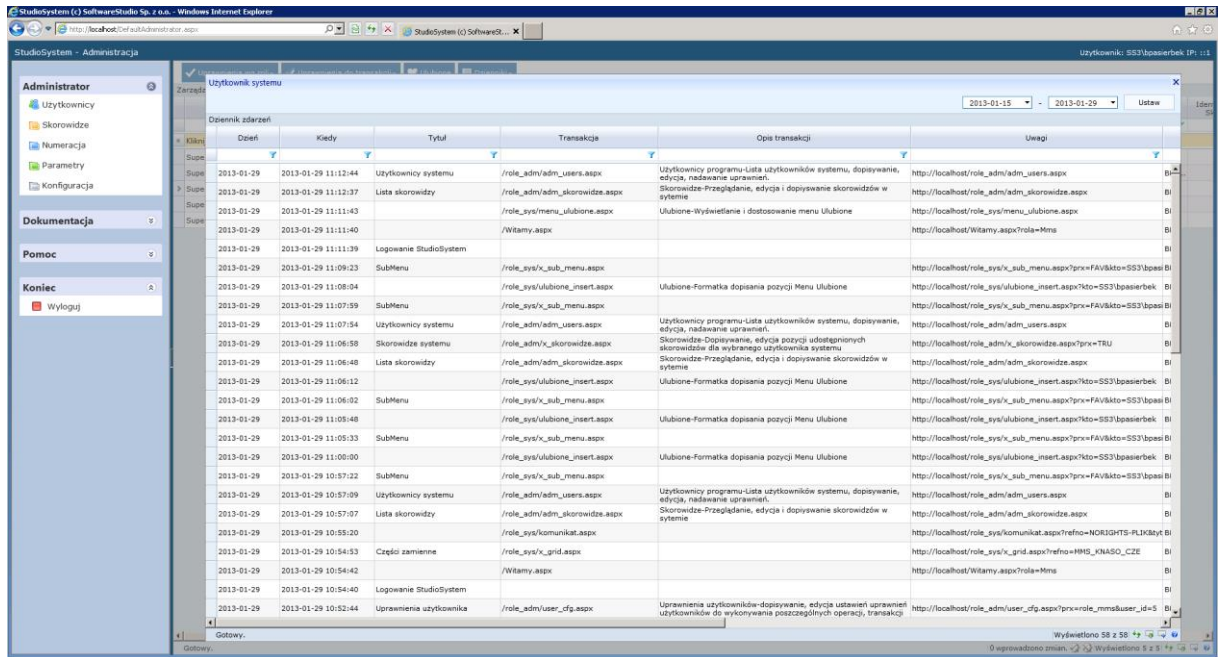 StudioSystem (c) SoftwareStudio Sp. z o.o. - Windows Internet Explorer
http://localhost/DefaultAdministrator.aspx
StudioSystem (c) SoftwareSt...
StudioSystem - Administracja
Użytkownik: SS3\bpasierbek IP: ::1
Administrator
Użytkownicy
Skorowidze
Numeracja
Parametry
Konfiguracja
Dokumentacja
Pomoc
Koniec
Wyloguj
Użytkownik systemu
2013-01-15 - 2013-01-29 Ustaw
Dziennik zdarzeń
Dzień Kiedy Tytuł Transakcja Opis transakcji Uwagi
2013-01-29 2013-01-29 11:12:44 Użytkownicy systemu /role_adm/adm_users.aspx Użytkownicy programu-Lista użytkowników systemu, dopisywanie, edycja, nadawanie uprawnień. http://localhost/role_adm/adm_users.aspx
2013-01-29 2013-01-29 11:12:37 Lista skorowidzy /role_adm/adm_skorowidze.aspx Skorowidze-Przeglądanie, edycja i dopiyswanie skorowidzów w sytemie http://localhost/role_adm/adm_skorowidze.aspx
2013-01-29 2013-01-29 11:11:43 /role_sys/menu_ulubione.aspx Ulubione-Wyświetlanie i dostosowanie menu Ulubione http://localhost/role_sys/menu_ulubione.aspx
2013-01-29 2013-01-29 11:11:40 /Witamy.aspx http://localhost/Witamy.aspx?rola=Mms
2013-01-29 2013-01-29 11:11:39 Logowanie StudioSystem
2013-01-29 2013-01-29 11:09:23 SubMenu /role_sys/x_sub_menu.aspx http://localhost/role_sys/x_sub_menu.aspx?prx=FAV&kto=SS3\bpasi
2013-01-29 2013-01-29 11:08:04 /role_sys/ulubione_insert.aspx Ulubione-Formatka dopisania pozycji Menu Ulubione http://localhost/role_sys/ulubione_insert.aspx?kto=SS3\bpasierbek
2013-01-29 2013-01-29 11:07:59 SubMenu /role_sys/x_sub_menu.aspx http://localhost/role_sys/x_sub_menu.aspx?prx=FAV&kto=SS3\bpasi
2013-01-29 2013-01-29 11:07:54 Użytkownicy systemu /role_adm/adm_users.aspx Użytkownicy programu-Lista użytkowników systemu, dopisywanie, edycja, nadawanie uprawnień. http://localhost/role_adm/adm_users.aspx
2013-01-29 2013-01-29 11:06:58 Skorowidze systemu /role_adm/x_skorowidze.aspx Skorowidze-Dopisywanie, edycja pozycji udostępnionych skorowidzów dla wybranego użytkownika systemu http://localhost/role_adm/x_skorowidze.aspx?prx=TRU
2013-01-29 2013-01-29 11:06:48 Lista skorowidzy /role_adm/adm_skorowidze.aspx Skorowidze-Przeglądanie, edycja i dopiyswanie skorowidzów w sytemie http://localhost/role_adm/adm_skorowidze.aspx
2013-01-29 2013-01-29 11:06:12 /role_sys/ulubione_insert.aspx Ulubione-Formatka dopisania pozycji Menu Ulubione http://localhost/role_sys/ulubione_insert.aspx?kto=SS3\bpasierbek
2013-01-29 2013-01-29 11:06:02 SubMenu /role_sys/x_sub_menu.aspx http://localhost/role_sys/x_sub_menu.aspx?prx=FAV&kto=SS3\bpasi
2013-01-29 2013-01-29 11:05:48 /role_sys/ulubione_insert.aspx Ulubione-Formatka dopisania pozycji Menu Ulubione http://localhost/role_sys/ulubione_insert.aspx?kto=SS3\bpasierbek
2013-01-29 2013-01-29 11:05:33 SubMenu /role_sys/x_sub_menu.aspx http://localhost/role_sys/x_sub_menu.aspx?prx=FAV&kto=SS3\bpasi
2013-01-29 2013-01-29 11:00:00 /role_sys/ulubione_insert.aspx Ulubione-Formatka dopisania pozycji Menu Ulubione http://localhost/role_sys/ulubione_insert.aspx?kto=SS3\bpasierbek
2013-01-29 2013-01-29 10:57:22 SubMenu /role_sys/x_sub_menu.aspx http://localhost/role_sys/x_sub_menu.aspx?prx=FAV&kto=SS3\bpasi
2013-01-29 2013-01-29 10:57:09 Użytkownicy systemu /role_adm/adm_users.aspx Użytkownicy programu-Lista użytkowników systemu, dopisywanie, edycja, nadawanie uprawnień. http://localhost/role_adm/adm_users.aspx
2013-01-29 2013-01-29 10:57:07 Lista skorowidzy /role_adm/adm_skorowidze.aspx Skorowidze-Przeglądanie, edycja i dopiyswanie skorowidzów w sytemie http://localhost/role_adm/adm_skorowidze.aspx
2013-01-29 2013-01-29 10:55:20 /role_sys/komunikat.aspx http://localhost/role_sys/komunikat.aspx?refno=NORIGHTS-PLIK&tyt
2013-01-29 2013-01-29 10:54:53 Części zamienne /role_sys/x_grid.aspx http://localhost/role_sys/x_grid.aspx?refno=MMS_KNASO_CZE
2013-01-29 2013-01-29 10:54:42 /Witamy.aspx http://localhost/Witamy.aspx?rola=Mms
2013-01-29 2013-01-29 10:54:40 Logowanie StudioSystem
2013-01-29 2013-01-29 10:52:44 Uprawnienia użytkownika /role_adm/user_cfg.aspx Uprawnienia użytkowników-dopisywanie, edycja ustawień uprawnień użytkowników do wykonywania poszczególnych operacji, transakcji http://localhost/role_adm/user_cfg.aspx?prx=role_mms&user_id=5
Gotowy. Wyświetlono 58 z 58
Gotowy. 0 wprowadzono zmian. Wyświetlono 5 z 5